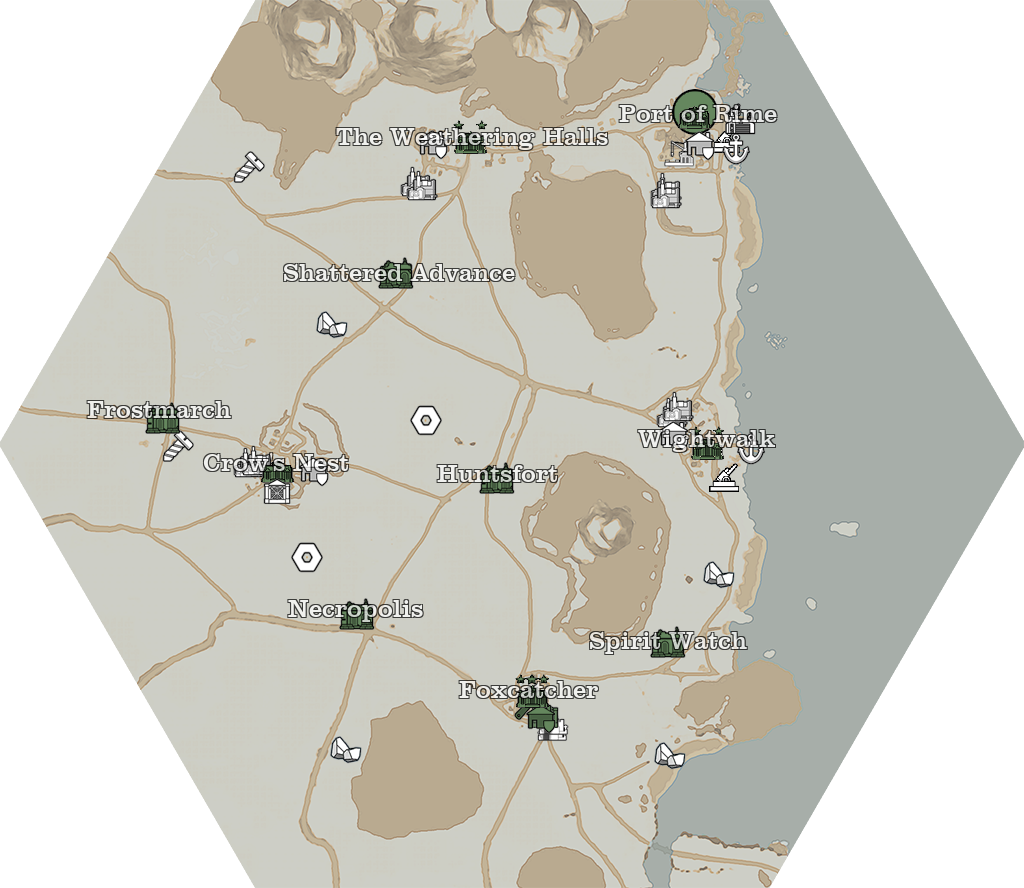 Port of Rime
The Weathering Halls
Shattered Advance
Frostmarch
Wightwalk
Crow's Nest
Huntsfort
Necropolis
Spirit Watch
Foxcatcher